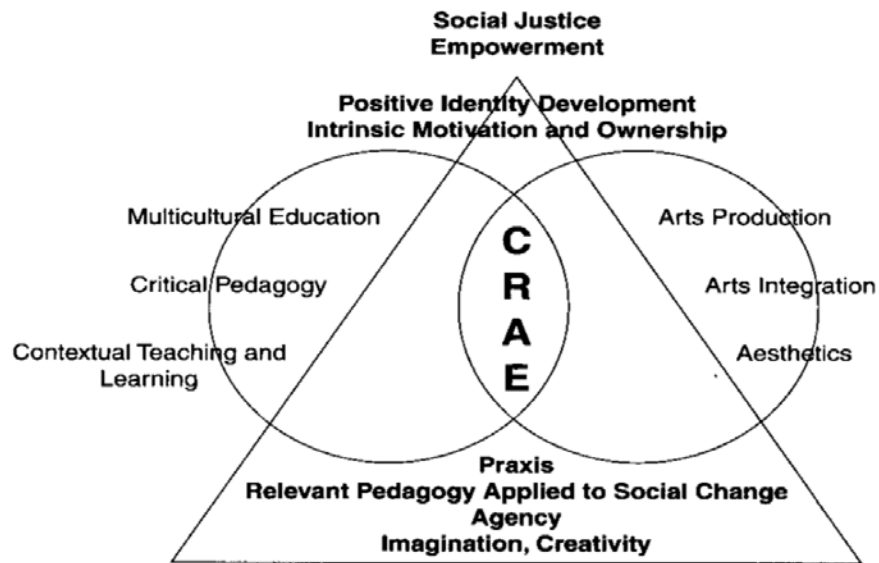 Social Justice
Empowerment
Positive Identity Development
Intrinsic Motivation and Ownership
Multicultural Education
Critical Pedagogy
Contextual Teaching and
Learning
C
R
A
E
Arts Production
Arts Integration
Aesthetics
Praxis
Relevant Pedagogy Applied to Social Change
Agency
Imagination, Creativity